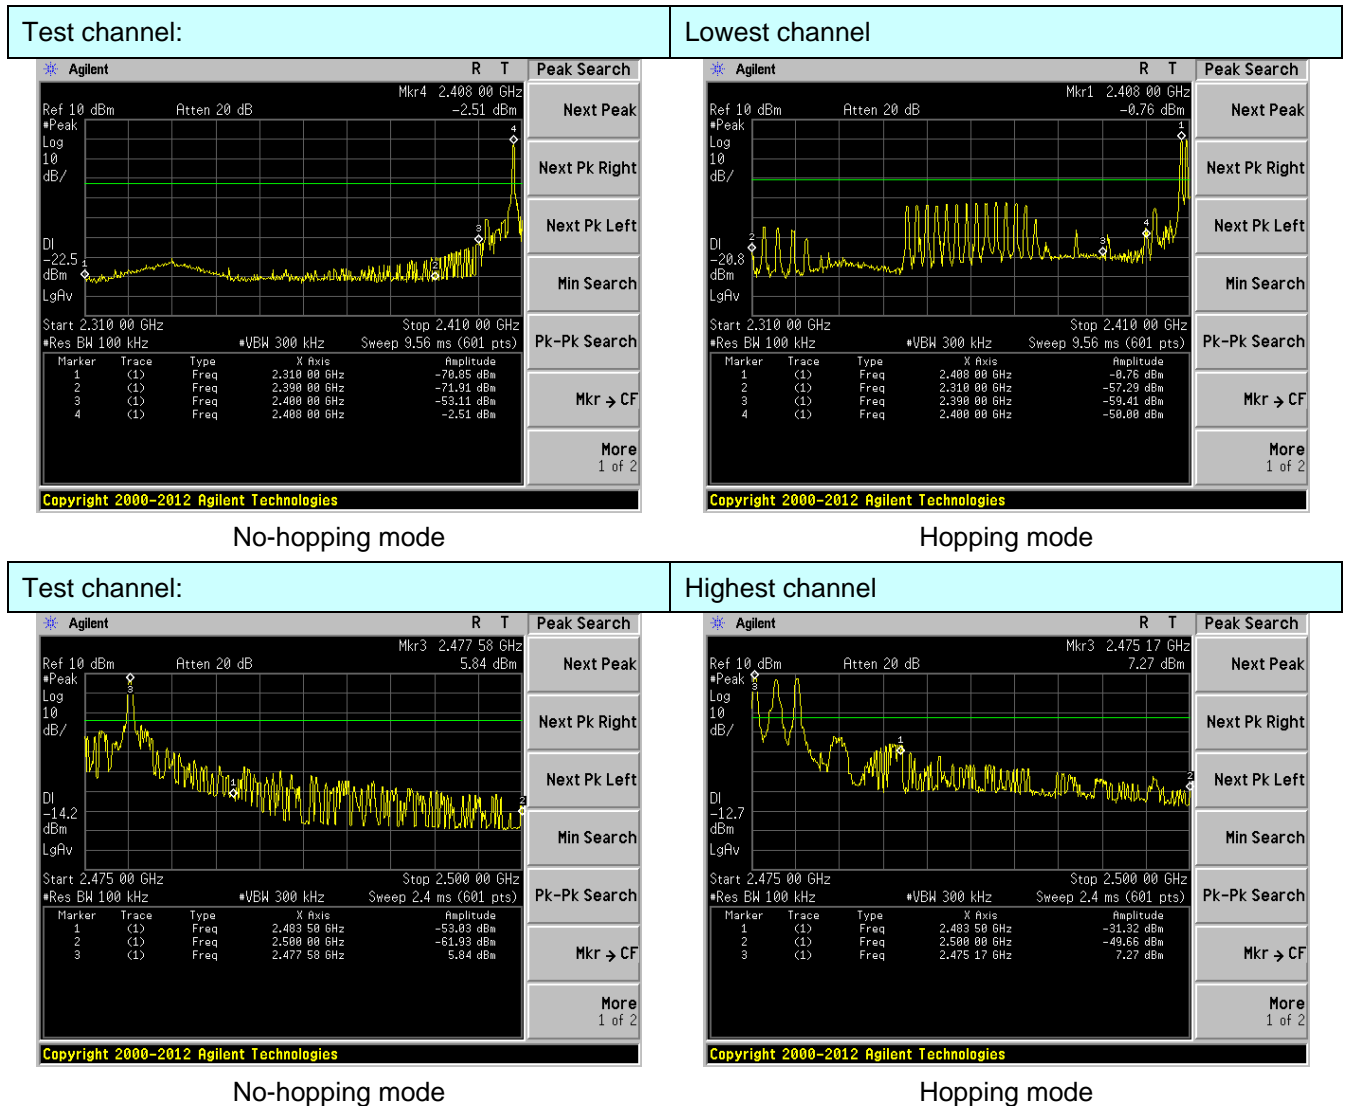 Test channel: Lowest channel
Agilent R T Peak Search
Mkr4 2.408 00 GHz
Ref 10 dBm Atten 20 dB -2.51 dBm Next Peak
#Peak
Log
10
dB/
4
3
2
1
Next Pk Right
Next Pk Left
DI
-22.5
dBm
LgAv
Min Search
Start 2.310 00 GHz Stop 2.410 00 GHz
#Res BW 100 kHz #VBW 300 kHz Sweep 9.56 ms (601 pts) Pk-Pk Search
Marker Trace Type X Axis Amplitude
1 (1) Freq 2.310 00 GHz -70.85 dBm
2 (1) Freq 2.390 00 GHz -71.91 dBm
3 (1) Freq 2.400 00 GHz -53.11 dBm
4 (1) Freq 2.408 00 GHz -2.51 dBm
Mkr → CF
More
1 of 2
Copyright 2000-2012 Agilent Technologies
No-hopping mode
Agilent R T Peak Search
Mkr1 2.408 00 GHz
Ref 10 dBm Atten 20 dB -0.76 dBm Next Peak
#Peak
Log
10
dB/
1
2
3
4
Next Pk Right
Next Pk Left
DI
-20.8
dBm
LgAv
Min Search
Start 2.310 00 GHz Stop 2.410 00 GHz
#Res BW 100 kHz #VBW 300 kHz Sweep 9.56 ms (601 pts) Pk-Pk Search
Marker Trace Type X Axis Amplitude
1 (1) Freq 2.408 00 GHz -0.76 dBm
2 (1) Freq 2.310 00 GHz -57.29 dBm
3 (1) Freq 2.390 00 GHz -59.41 dBm
4 (1) Freq 2.400 00 GHz -50.00 dBm
Mkr → CF
More
1 of 2
Copyright 2000-2012 Agilent Technologies
Hopping mode
Test channel: Highest channel
Agilent R T Peak Search
Mkr3 2.477 58 GHz
Ref 10 dBm Atten 20 dB 5.84 dBm Next Peak
#Peak
Log
10
dB/
3
1
2
Next Pk Right
Next Pk Left
DI
-14.2
dBm
LgAv
Min Search
Start 2.475 00 GHz Stop 2.500 00 GHz
#Res BW 100 kHz #VBW 300 kHz Sweep 2.4 ms (601 pts) Pk-Pk Search
Marker Trace Type X Axis Amplitude
1 (1) Freq 2.483 50 GHz -53.03 dBm
2 (1) Freq 2.500 00 GHz -61.93 dBm
3 (1) Freq 2.477 58 GHz 5.84 dBm
Mkr → CF
More
1 of 2
Copyright 2000-2012 Agilent Technologies
No-hopping mode
Agilent R T Peak Search
Mkr3 2.475 17 GHz
Ref 10 dBm Atten 20 dB 7.27 dBm Next Peak
#Peak
Log
10
dB/
3
1
2
Next Pk Right
Next Pk Left
DI
-12.7
dBm
LgAv
Min Search
Start 2.475 00 GHz Stop 2.500 00 GHz
#Res BW 100 kHz #VBW 300 kHz Sweep 2.4 ms (601 pts) Pk-Pk Search
Marker Trace Type X Axis Amplitude
1 (1) Freq 2.483 50 GHz -31.32 dBm
2 (1) Freq 2.500 00 GHz -49.66 dBm
3 (1) Freq 2.475 17 GHz 7.27 dBm
Mkr → CF
More
1 of 2
Copyright 2000-2012 Agilent Technologies
Hopping mode